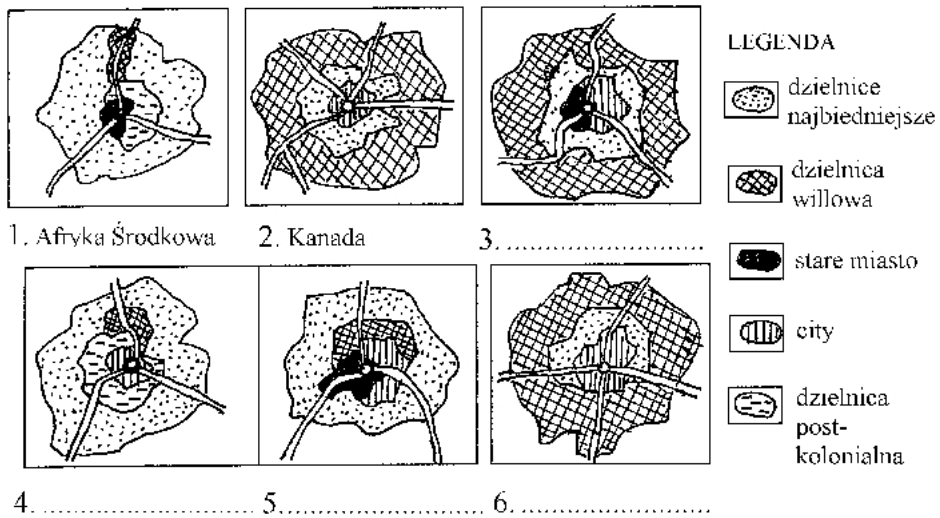 LEGENDA
dzielnice
najbiedniejsze
dzielnica
willowa
stare miasto
city
dzielnica
post-
kolonialna
1. Afryka Środkowa
2. Kanada
3. ................................
4. ................................
5. ................................
6. ................................